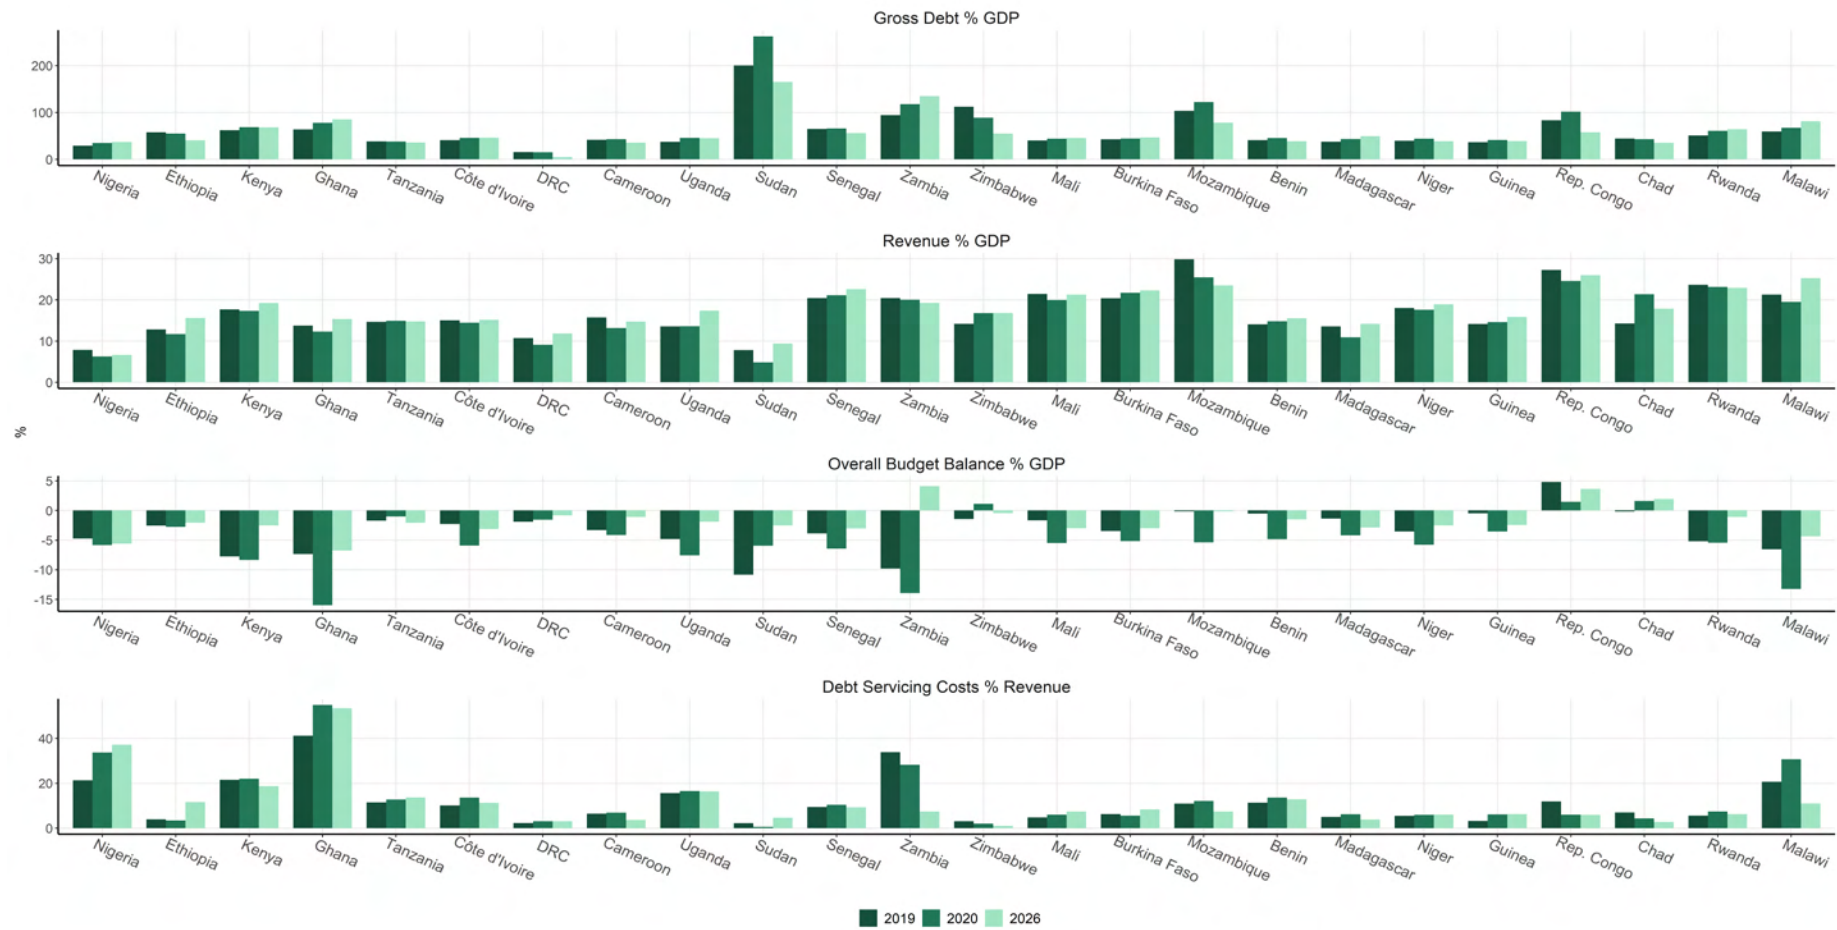 Gross Debt % GDP
200
100
0
Nigeria Ethiopia Kenya Ghana Tanzania Côte d'Ivoire DRC Cameroon Uganda Sudan Senegal Zambia Zimbabwe Mali Burkina Faso Mozambique Benin Madagascar Niger Guinea Rep. Congo Chad Rwanda Malawi
Revenue % GDP
30
20
10
0
Nigeria Ethiopia Kenya Ghana Tanzania Côte d'Ivoire DRC Cameroon Uganda Sudan Senegal Zambia Zimbabwe Mali Burkina Faso Mozambique Benin Madagascar Niger Guinea Rep. Congo Chad Rwanda Malawi
%
Overall Budget Balance % GDP
5
0
-5
-10
-15
Nigeria Ethiopia Kenya Ghana Tanzania Côte d'Ivoire DRC Cameroon Uganda Sudan Senegal Zambia Zimbabwe Mali Burkina Faso Mozambique Benin Madagascar Niger Guinea Rep. Congo Chad Rwanda Malawi
Debt Servicing Costs % Revenue
40
20
0
Nigeria Ethiopia Kenya Ghana Tanzania Côte d'Ivoire DRC Cameroon Uganda Sudan Senegal Zambia Zimbabwe Mali Burkina Faso Mozambique Benin Madagascar Niger Guinea Rep. Congo Chad Rwanda Malawi
2019 2020 2026